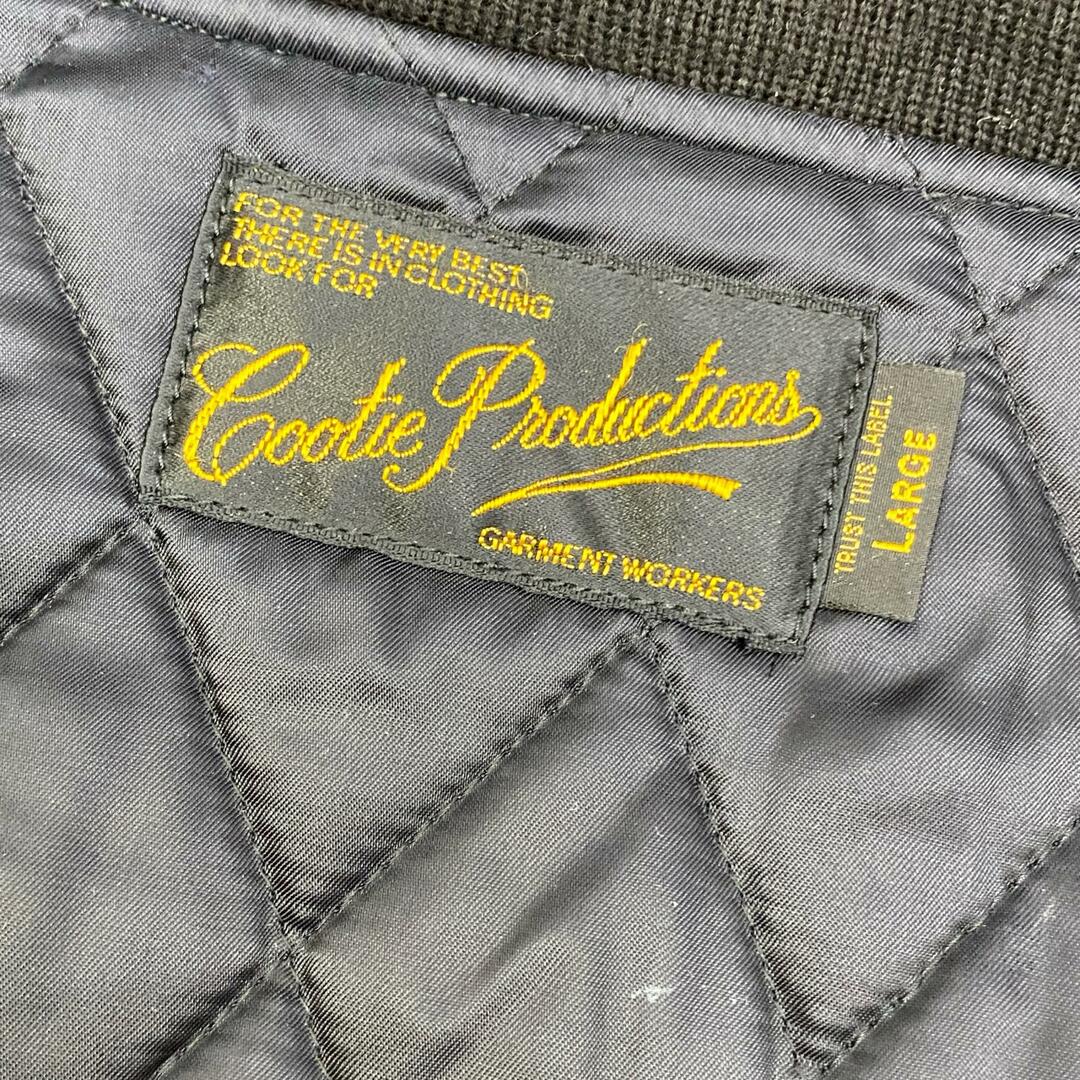 FOR THE VERY BEST
THERE IS IN CLOTHING
LOOK FOR
Cootie Productions
GARMENT WORKERS
TRUST THIS LABEL
LARGE